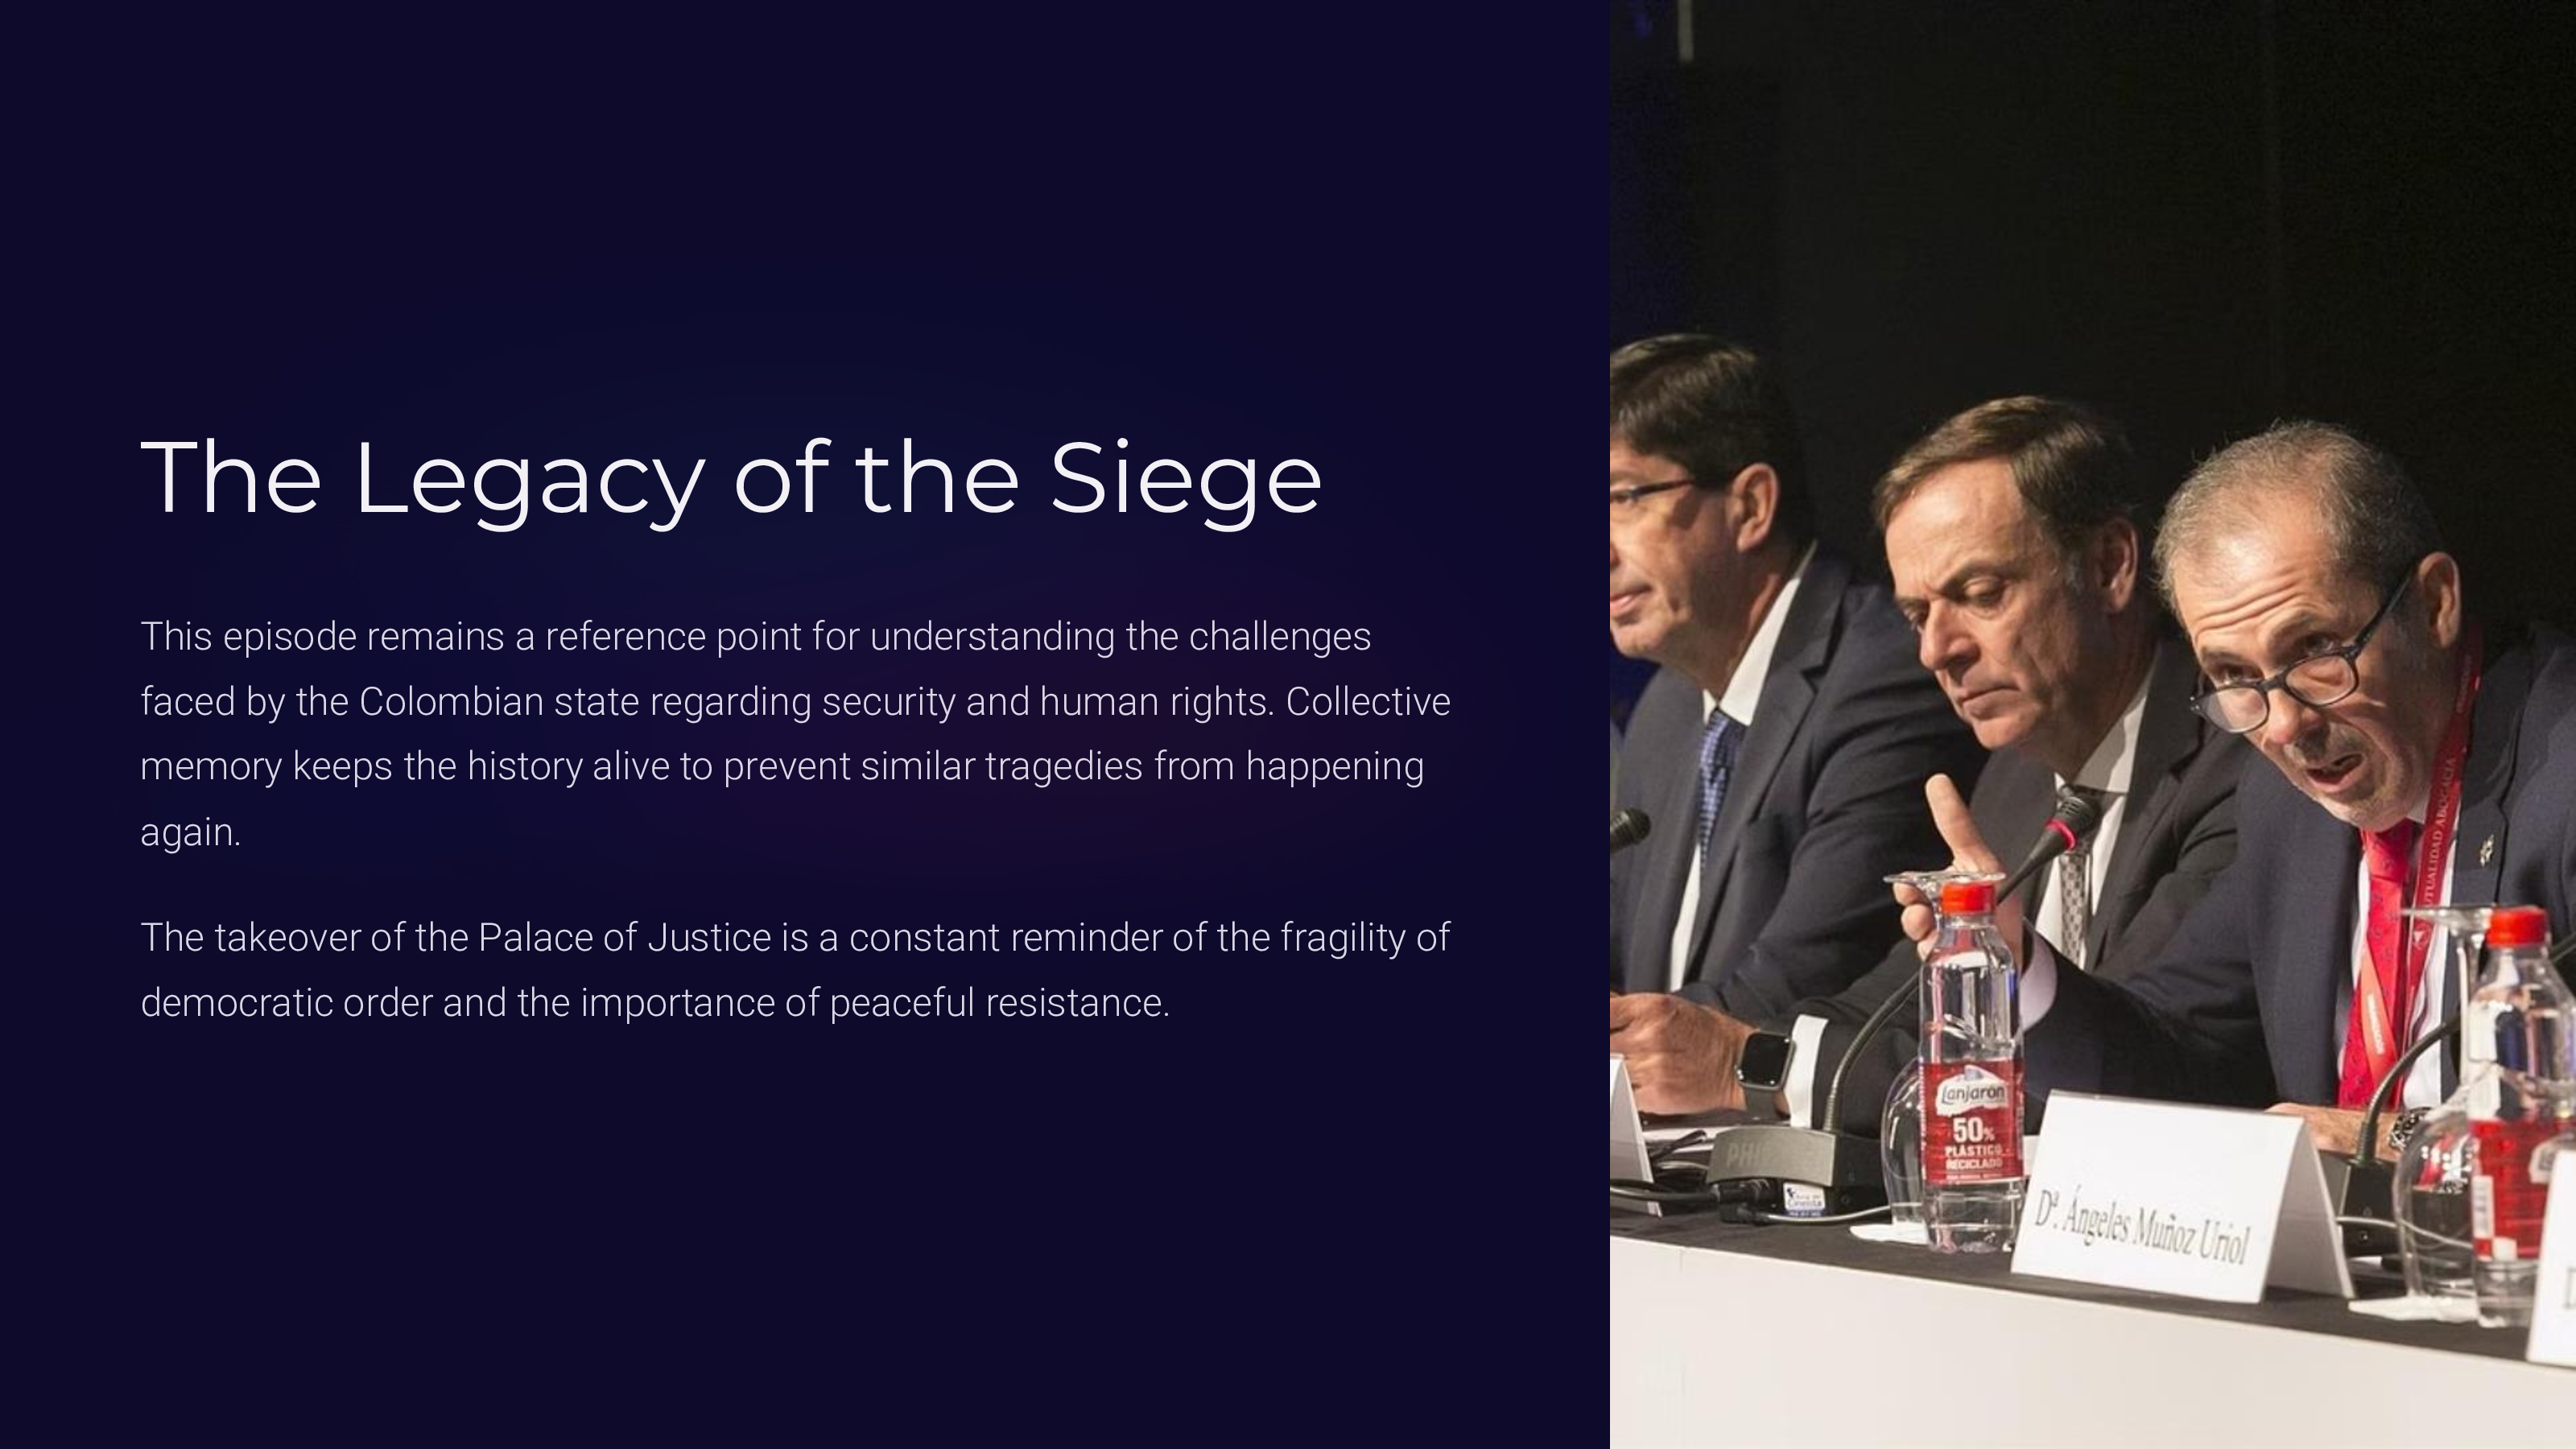 The Legacy of the Siege
This episode remains a reference point for understanding the challenges
faced by the Colombian state regarding security and human rights. Collective
memory keeps the history alive to prevent similar tragedies from happening
again.
The takeover of the Palace of Justice is a constant reminder of the fragility of
democratic order and the importance of peaceful resistance.
TUALIDAD ABOGACIA
Lanjarón
50%
PLÁSTICO
RECICLADO
Dª. Ángeles Muñoz Uriol